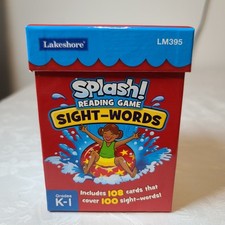 Lakeshore LM395
Splash!
READING GAME
SIGHT-WORDS
Grades
K-1
Includes 108 cards that
cover 100 sight-words!